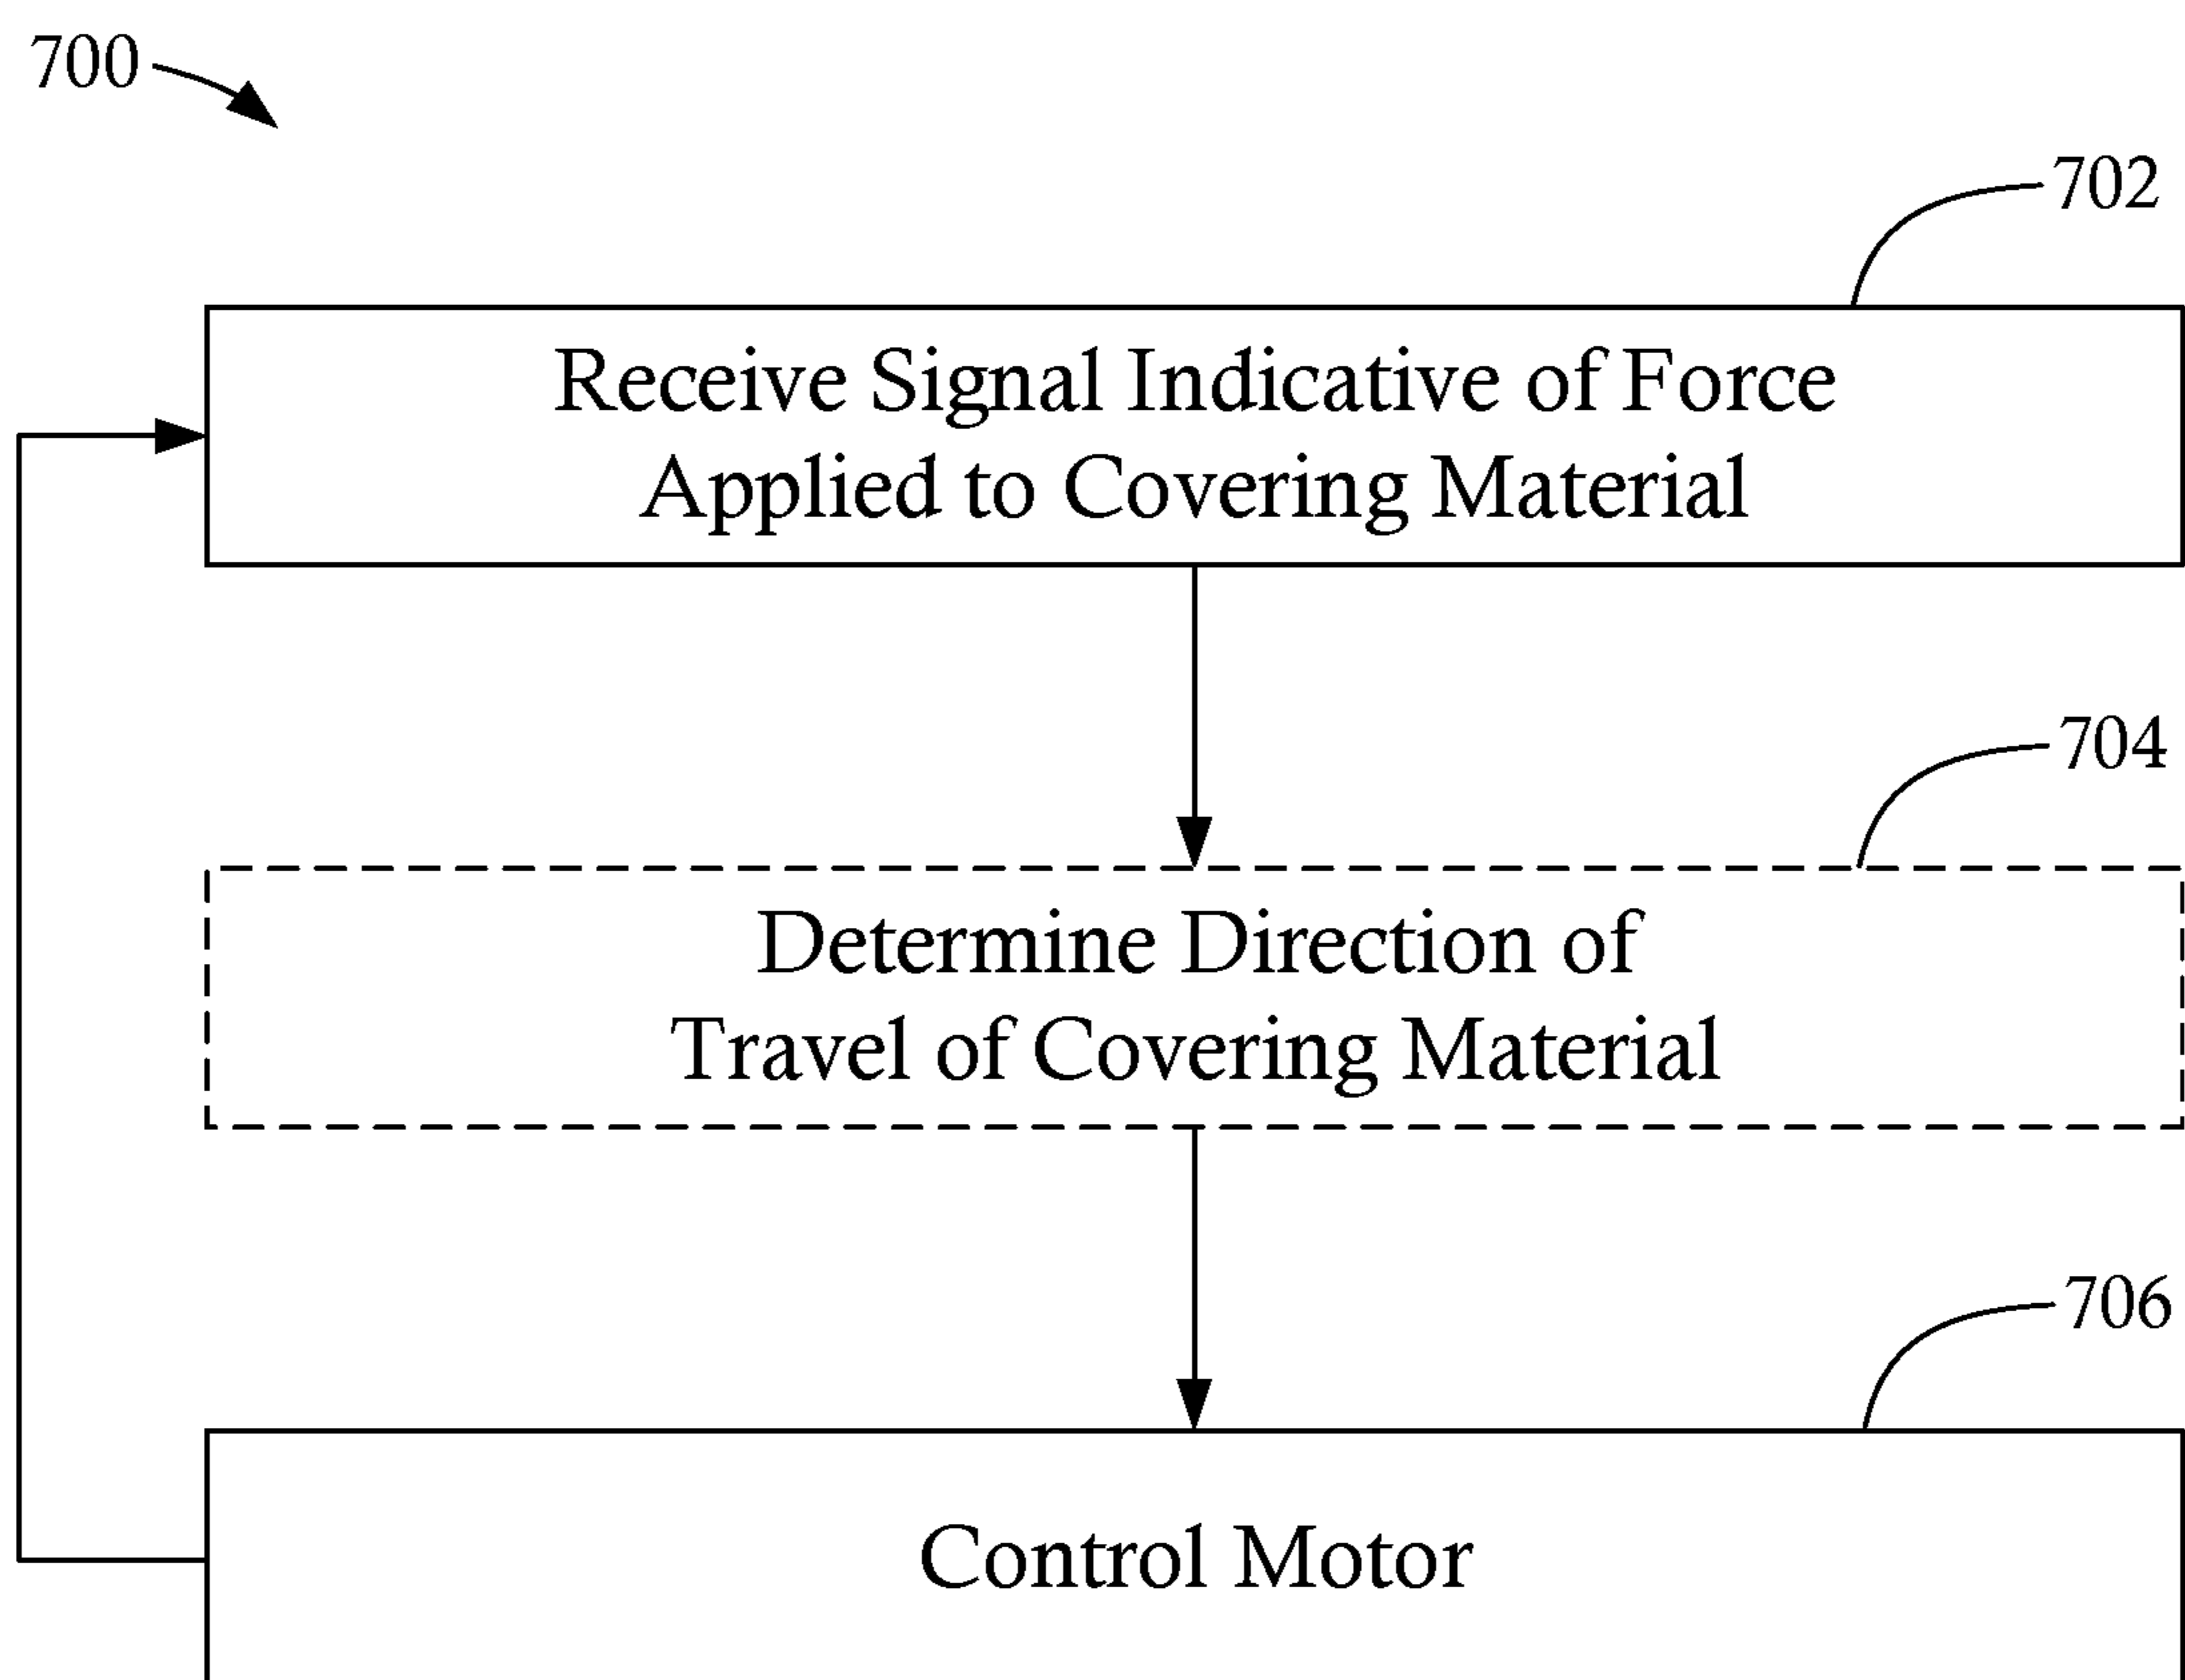 700
702
Receive Signal Indicative of Force
Applied to Covering Material
704
Determine Direction of
Travel of Covering Material
706
Control Motor